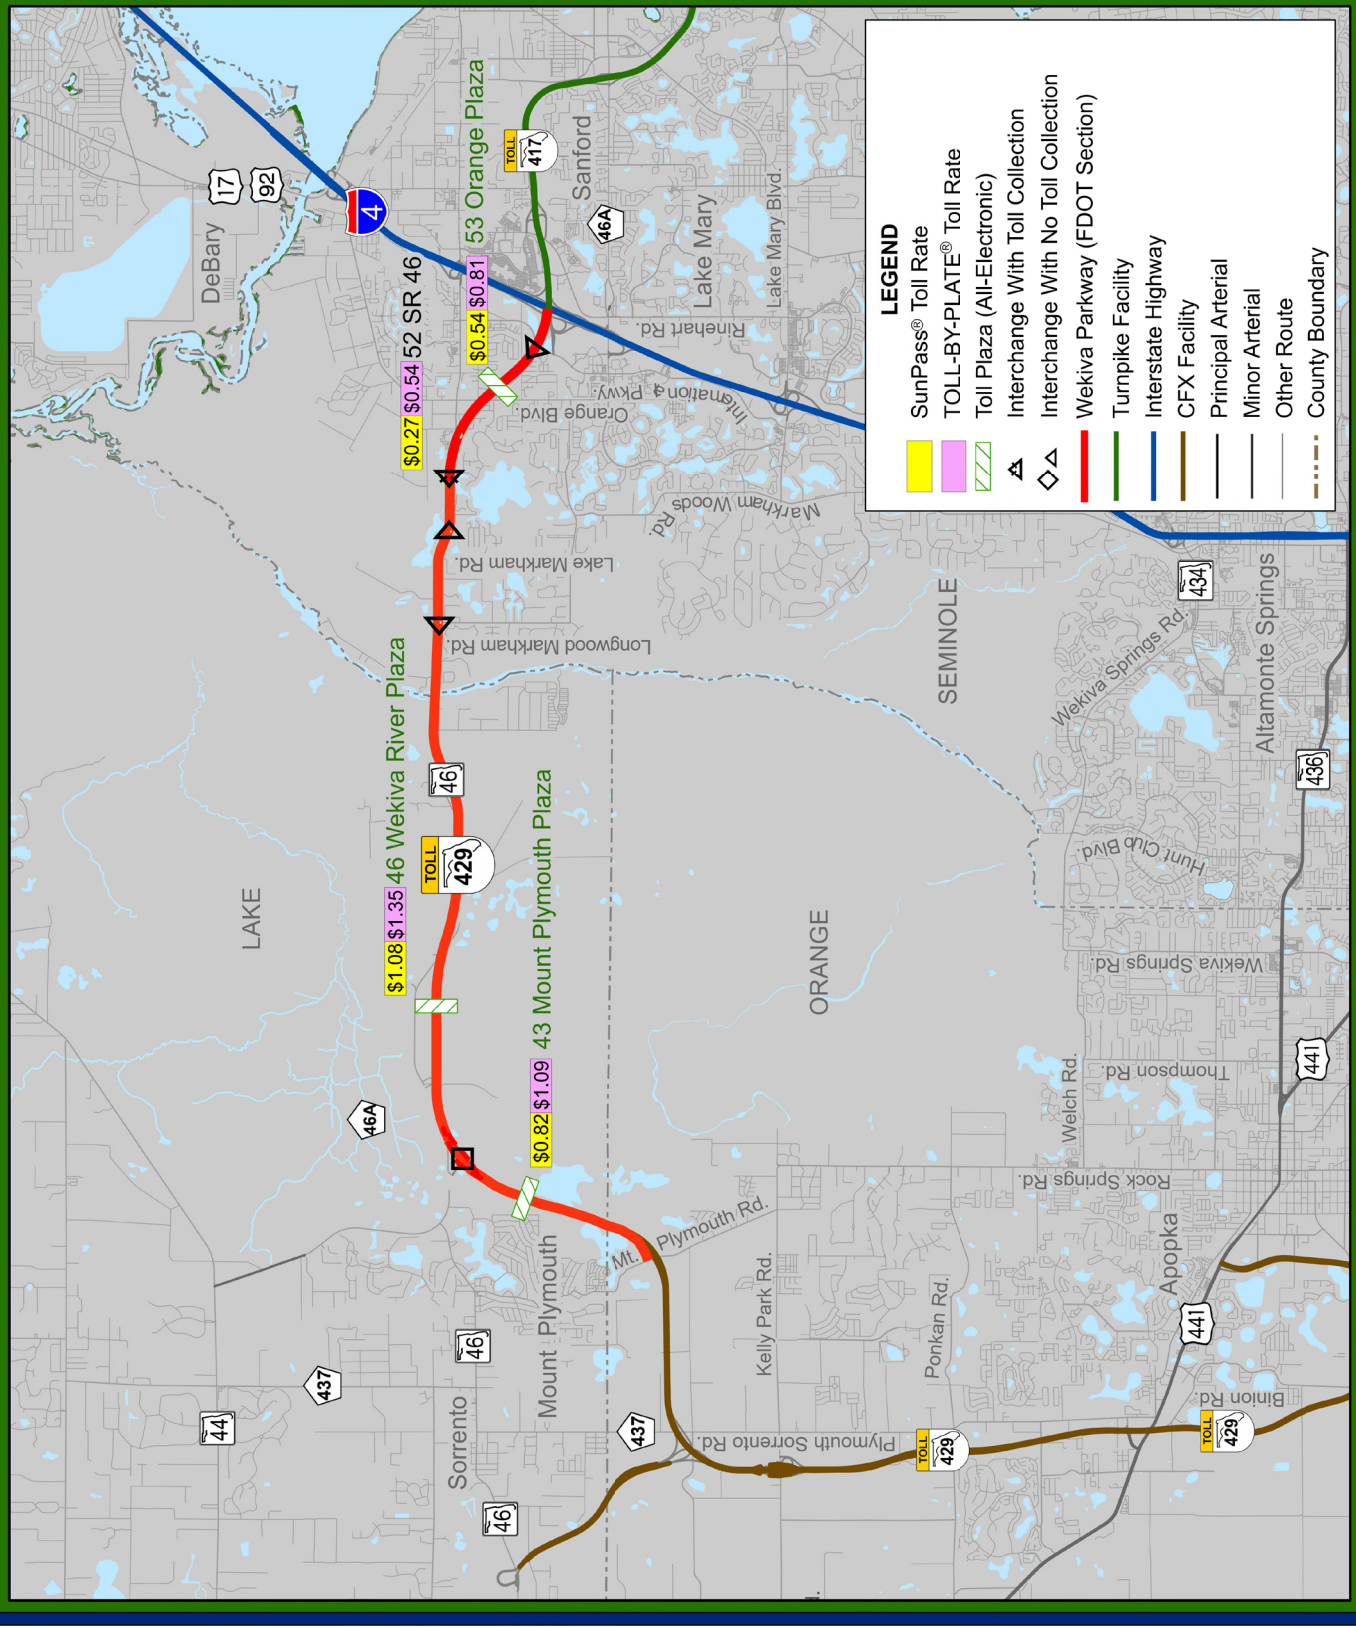 17
92
DeBary
4
52 SR 46
$0.27 $0.54
53 Orange Plaza
$0.54 $0.81
TOLL
417
Sanford
46A
Lake Mary
Lake Mary Blvd.
Rinehart Rd.
International Pkwy.
Orange Blvd.
Markham Woods
Rd.
Lake Markham Rd.
Longwood Markham Rd.
SEMINOLE
434
Wekiva Springs Rd.
Altamonte Springs
436
Hunt Club Blvd.
LAKE
46 Wekiva River Plaza
$1.08 $1.35
46
TOLL
429
43 Mount Plymouth Plaza
$0.82 $1.09
ORANGE
Wekiva Springs Rd.
Thompson Rd.
441
Welch Rd.
Rock Springs Rd.
46A
Mt. Plymouth Rd.
Mount Plymouth
Kelly Park Rd.
Ponkan Rd.
Apopka
441
Binion Rd.
TOLL
429
TOLL
429
Plymouth Sorrento Rd.
437
46
437
44
Sorrento
46
LEGEND
SunPass® Toll Rate
TOLL-BY-PLATE® Toll Rate
Toll Plaza (All-Electronic)
Interchange With Toll Collection
Interchange With No Toll Collection
Wekiva Parkway (FDOT Section)
Turnpike Facility
Interstate Highway
CFX Facility
Principal Arterial
Minor Arterial
Other Route
County Boundary